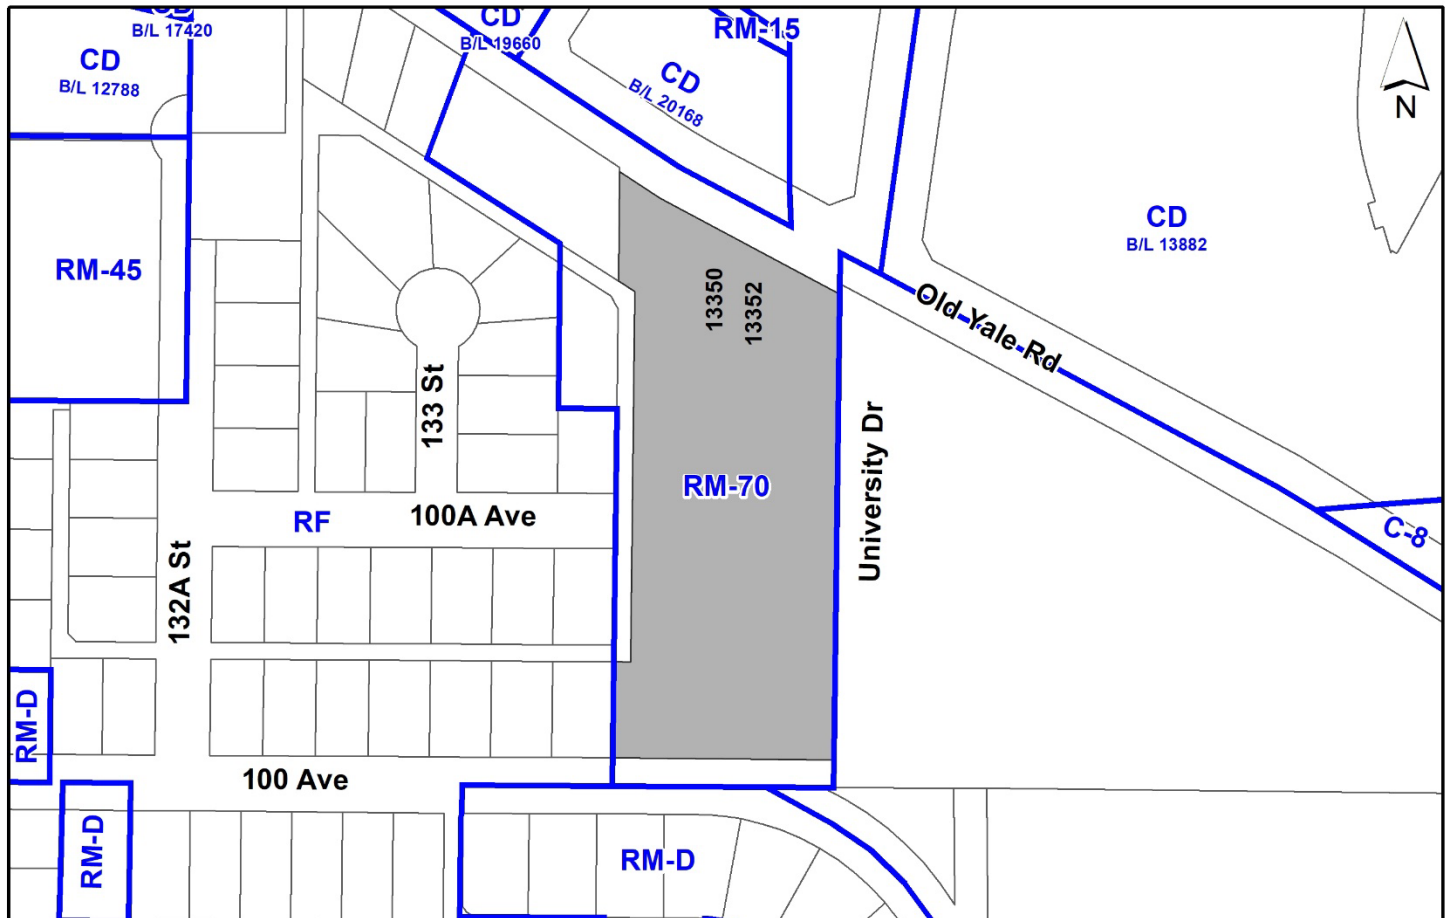 CD
B/L 17420
CD
B/L 19660
RM-15
CD
B/L 12788
CD
B/L 20168
N
CD
B/L 13882
RM-45
13350
13352
Old Yale Rd
133 St
University Dr
RM-70
RF
100A Ave
C-8
132A St
RM-D
100 Ave
RM-D
RM-D